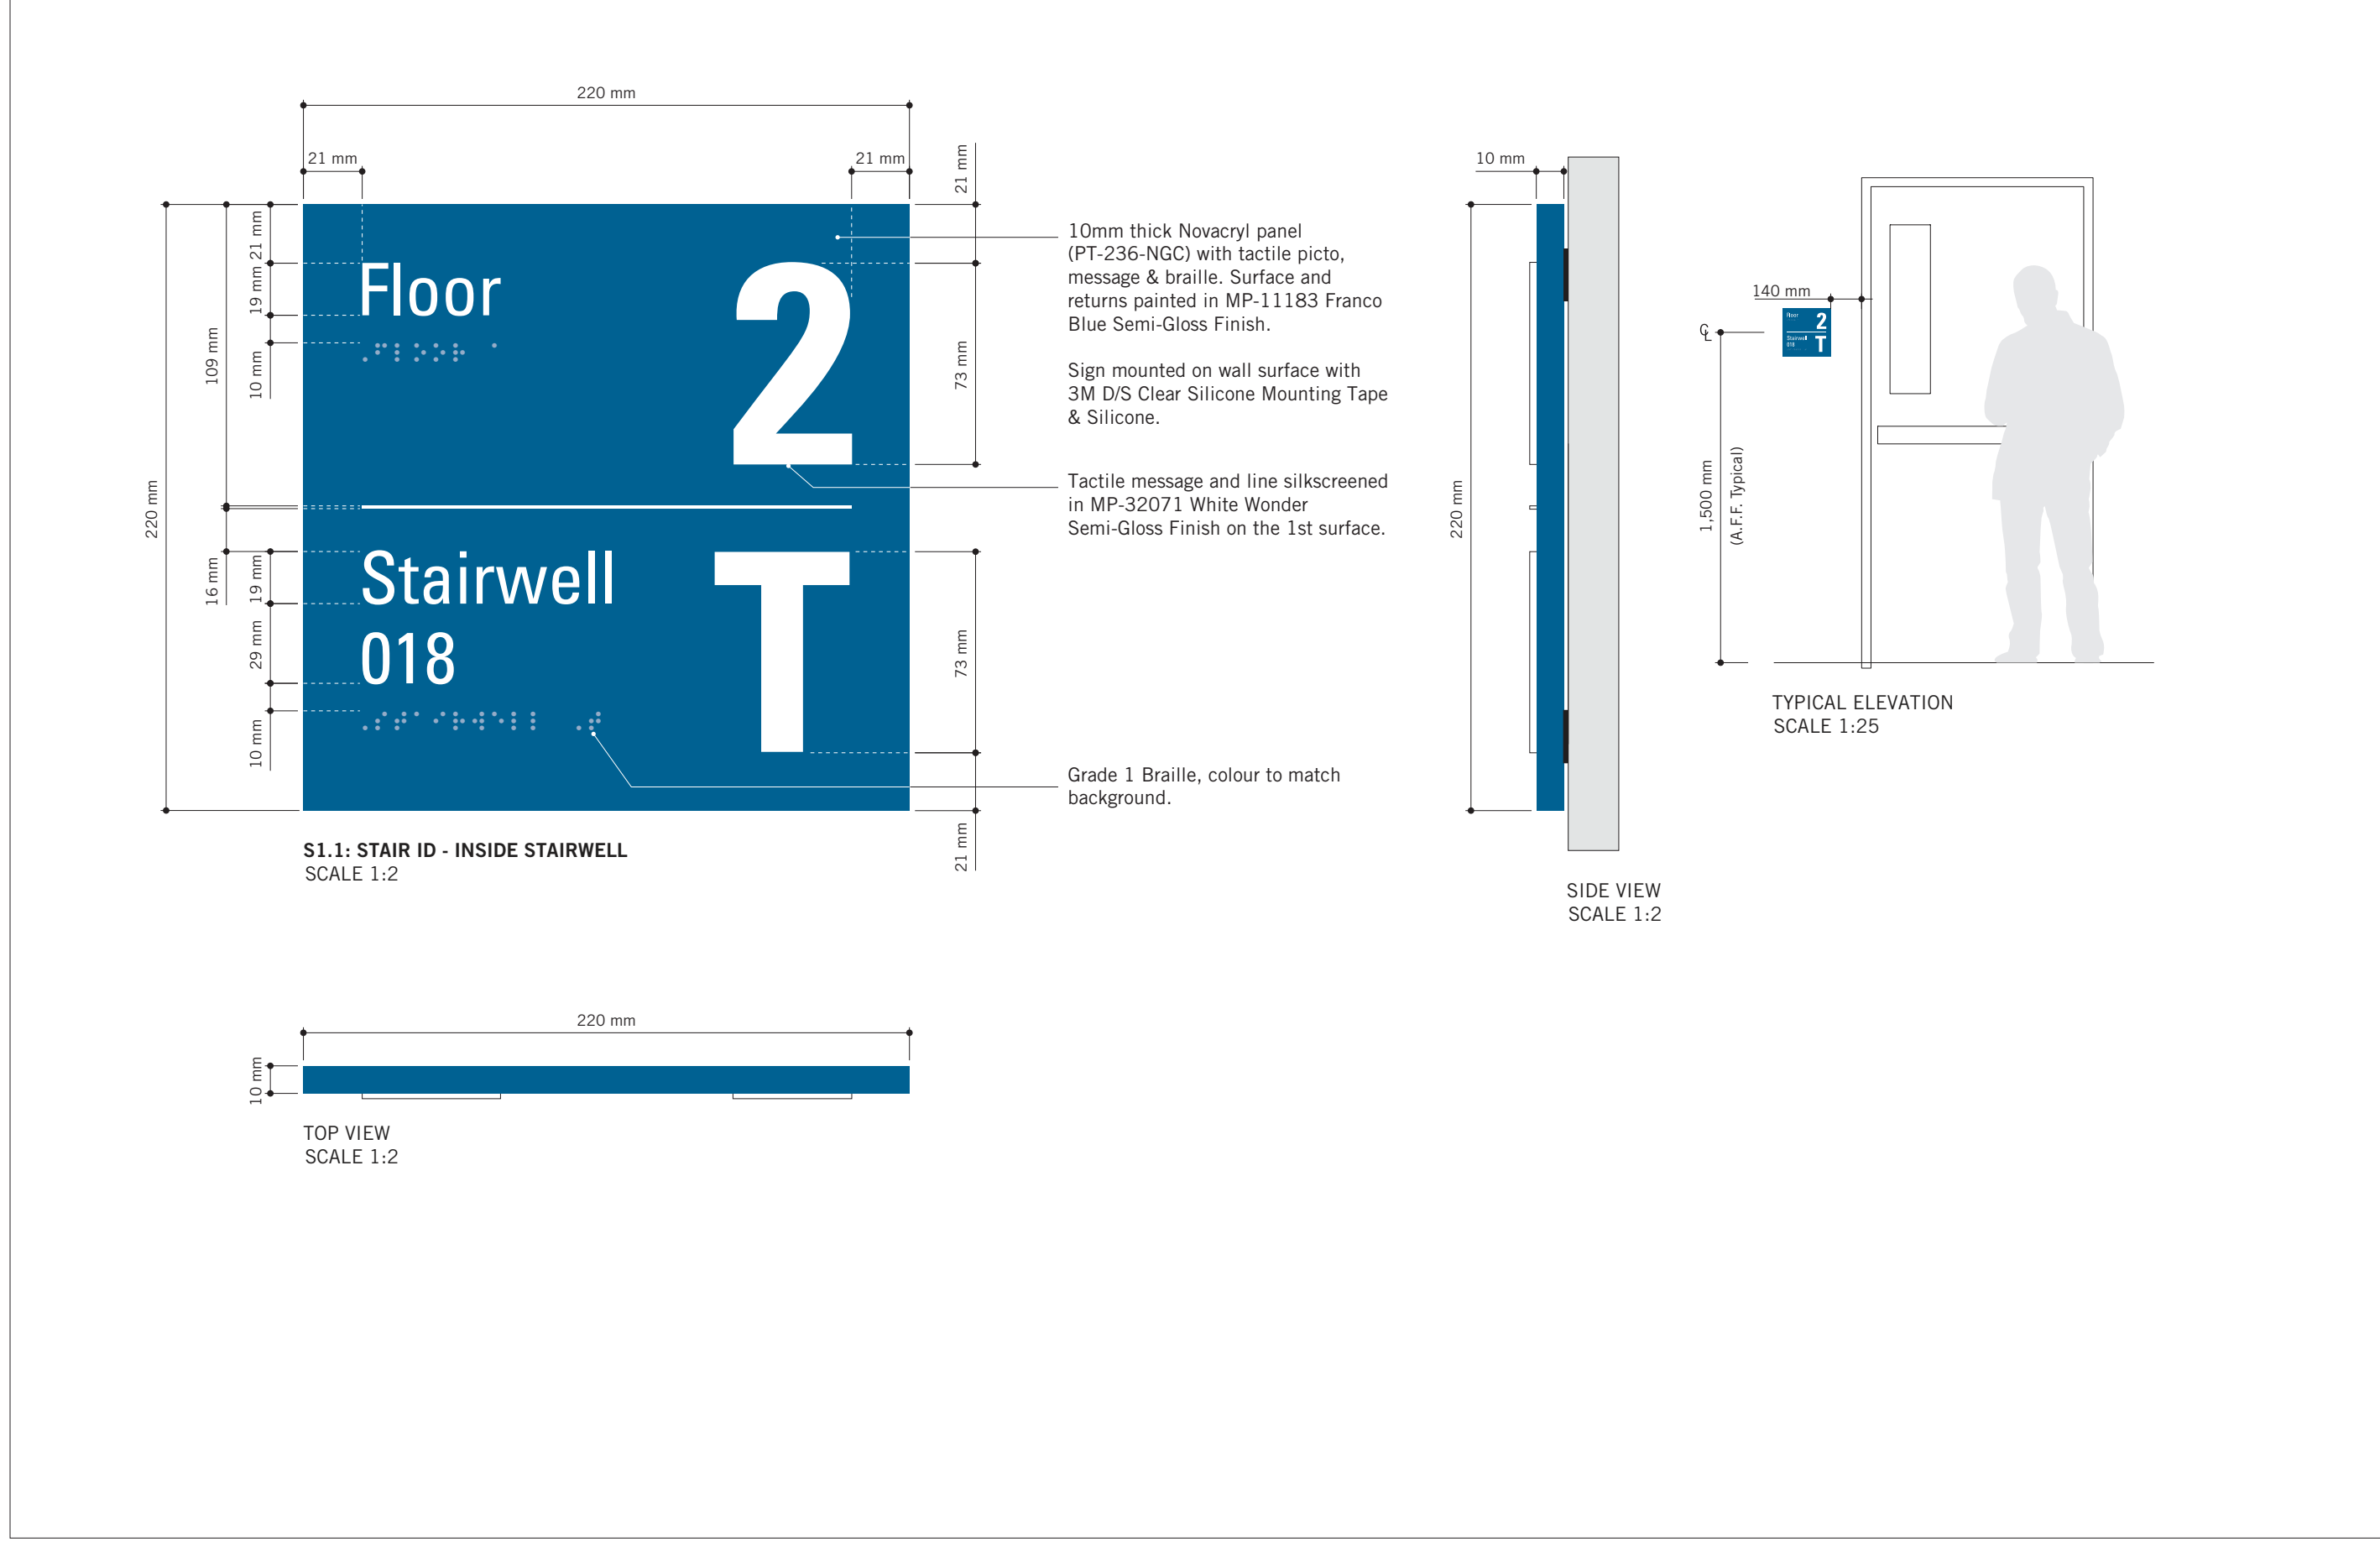 220 mm
21 mm
21 mm
21 mm
220 mm
109 mm
21 mm
19 mm
10 mm
16 mm
19 mm
29 mm
10 mm
Floor
2
Stairwell
018
T
73 mm
73 mm
21 mm
10mm thick Novacryl panel
(PT-236-NGC) with tactile picto,
message & braille. Surface and
returns painted in MP-11183 Franco
Blue Semi-Gloss Finish.
Sign mounted on wall surface with
3M D/S Clear Silicone Mounting Tape
& Silicone.
Tactile message and line silkscreened
in MP-32071 White Wonder
Semi-Gloss Finish on the 1st surface.
Grade 1 Braille, colour to match
background.
S1.1: STAIR ID - INSIDE STAIRWELL
SCALE 1:2
10 mm
220 mm
SIDE VIEW
SCALE 1:2
140 mm
CL
Floor
2
Stairwell
018
T
1,500 mm
(A.F.F. Typical)
TYPICAL ELEVATION
SCALE 1:25
220 mm
10 mm
TOP VIEW
SCALE 1:2